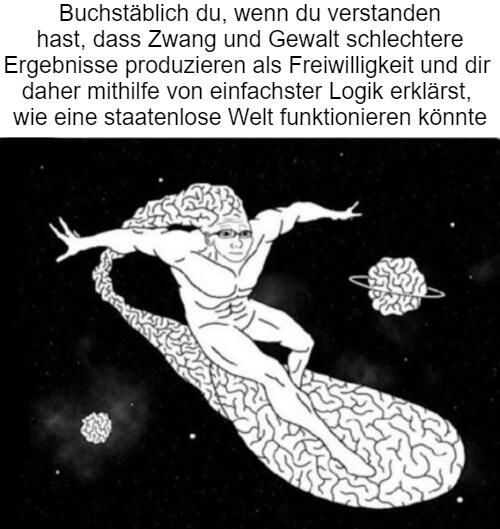 Buchstäblich du, wenn du verstanden
hast, dass Zwang und Gewalt schlechtere
Ergebnisse produzieren als Freiwilligkeit und dir
daher mithilfe von einfachster Logik erklärst,
wie eine staatenlose Welt funktionieren könnte